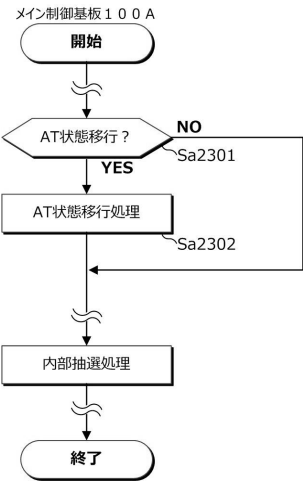 メイン制御基板１００Ａ
開始
AT状態移行？
NO
Sa2301
YES
AT状態移行処理
Sa2302
内部抽選処理
終了